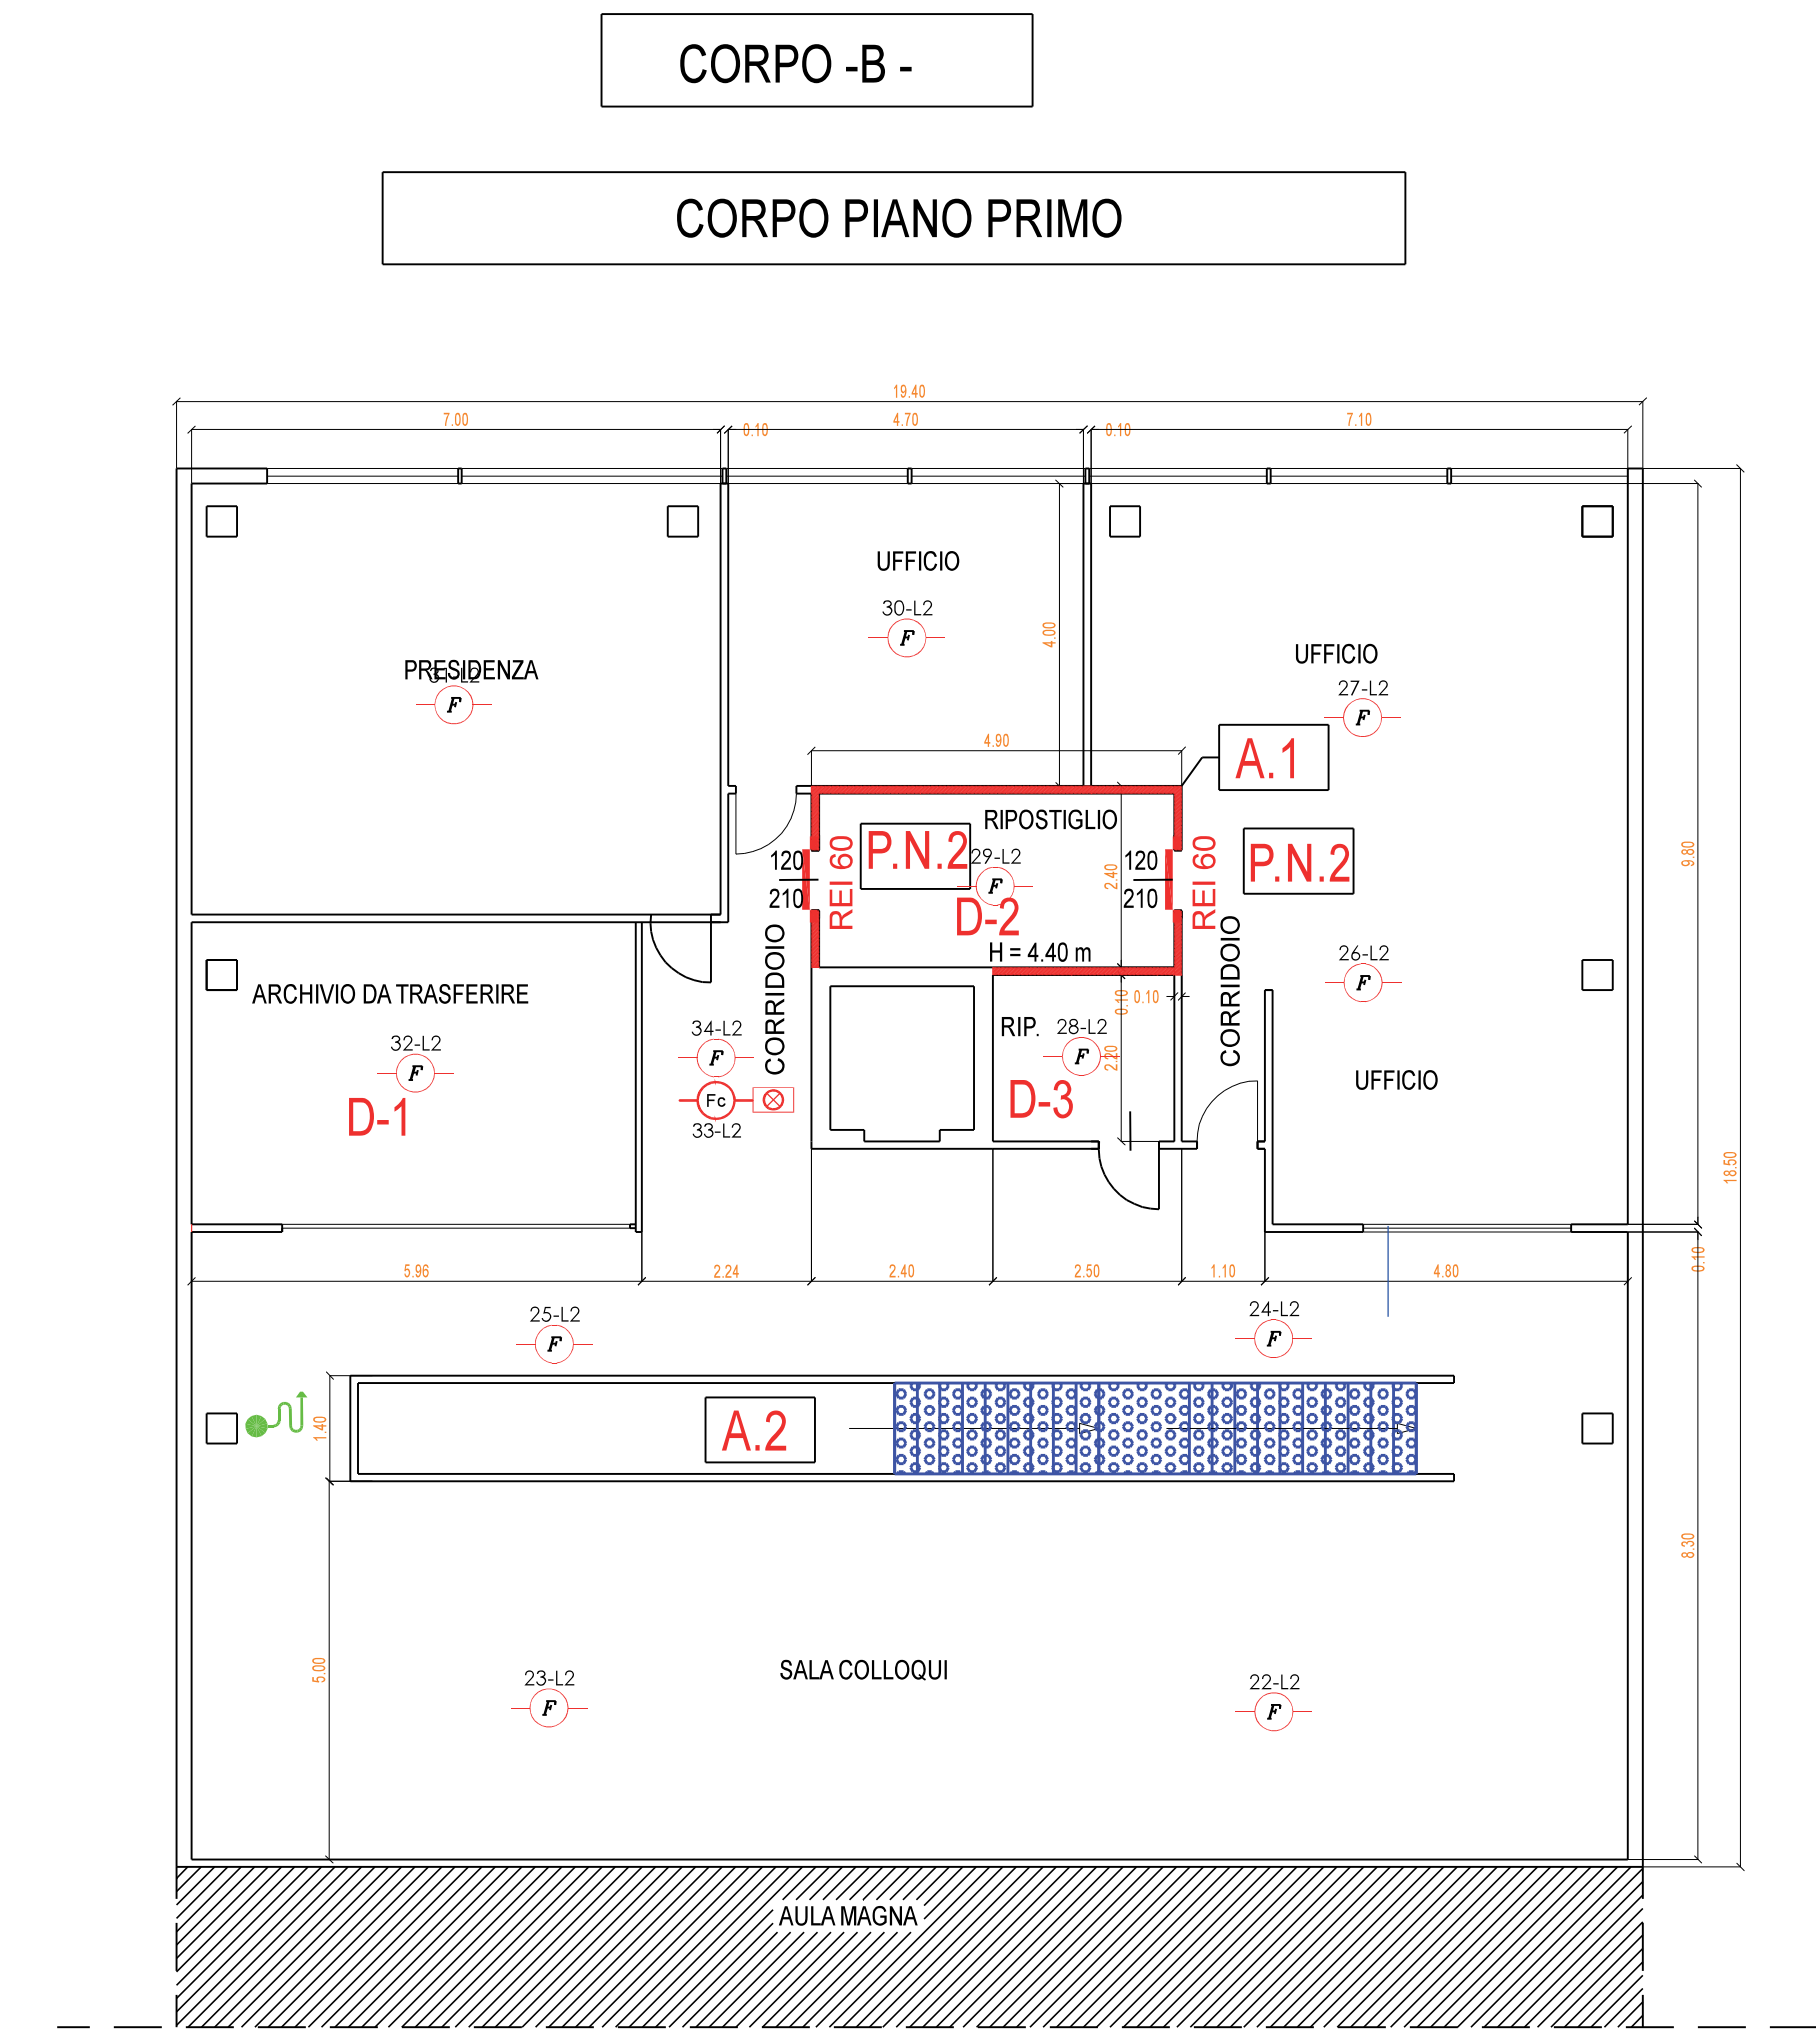 CORPO -B -
CORPO PIANO PRIMO
19.40
7.00
0.10
4.70
0.10
7.10
UFFICIO
30-L2
F
4.00
PRESIDENZA
31-L2
F
UFFICIO
27-L2
F
4.90
A.1
RIPOSTIGLIO
P.N.2
29-L2
F
D-2
H = 4.40 m
120
210
REI 60
120
210
REI 60
2.40
P.N.2
9.80
CORRIDOIO
CORRIDOIO
26-L2
F
ARCHIVIO DA TRASFERIRE
32-L2
F
D-1
34-L2
F
Fc
33-L2
0.10
0.10
RIP.
28-L2
F
2.20
D-3
UFFICIO
18.50
5.96
2.24
2.40
2.50
1.10
4.80
0.10
25-L2
F
24-L2
F
1.40
A.2
8.30
5.00
SALA COLLOQUI
23-L2
F
22-L2
F
AULA MAGNA